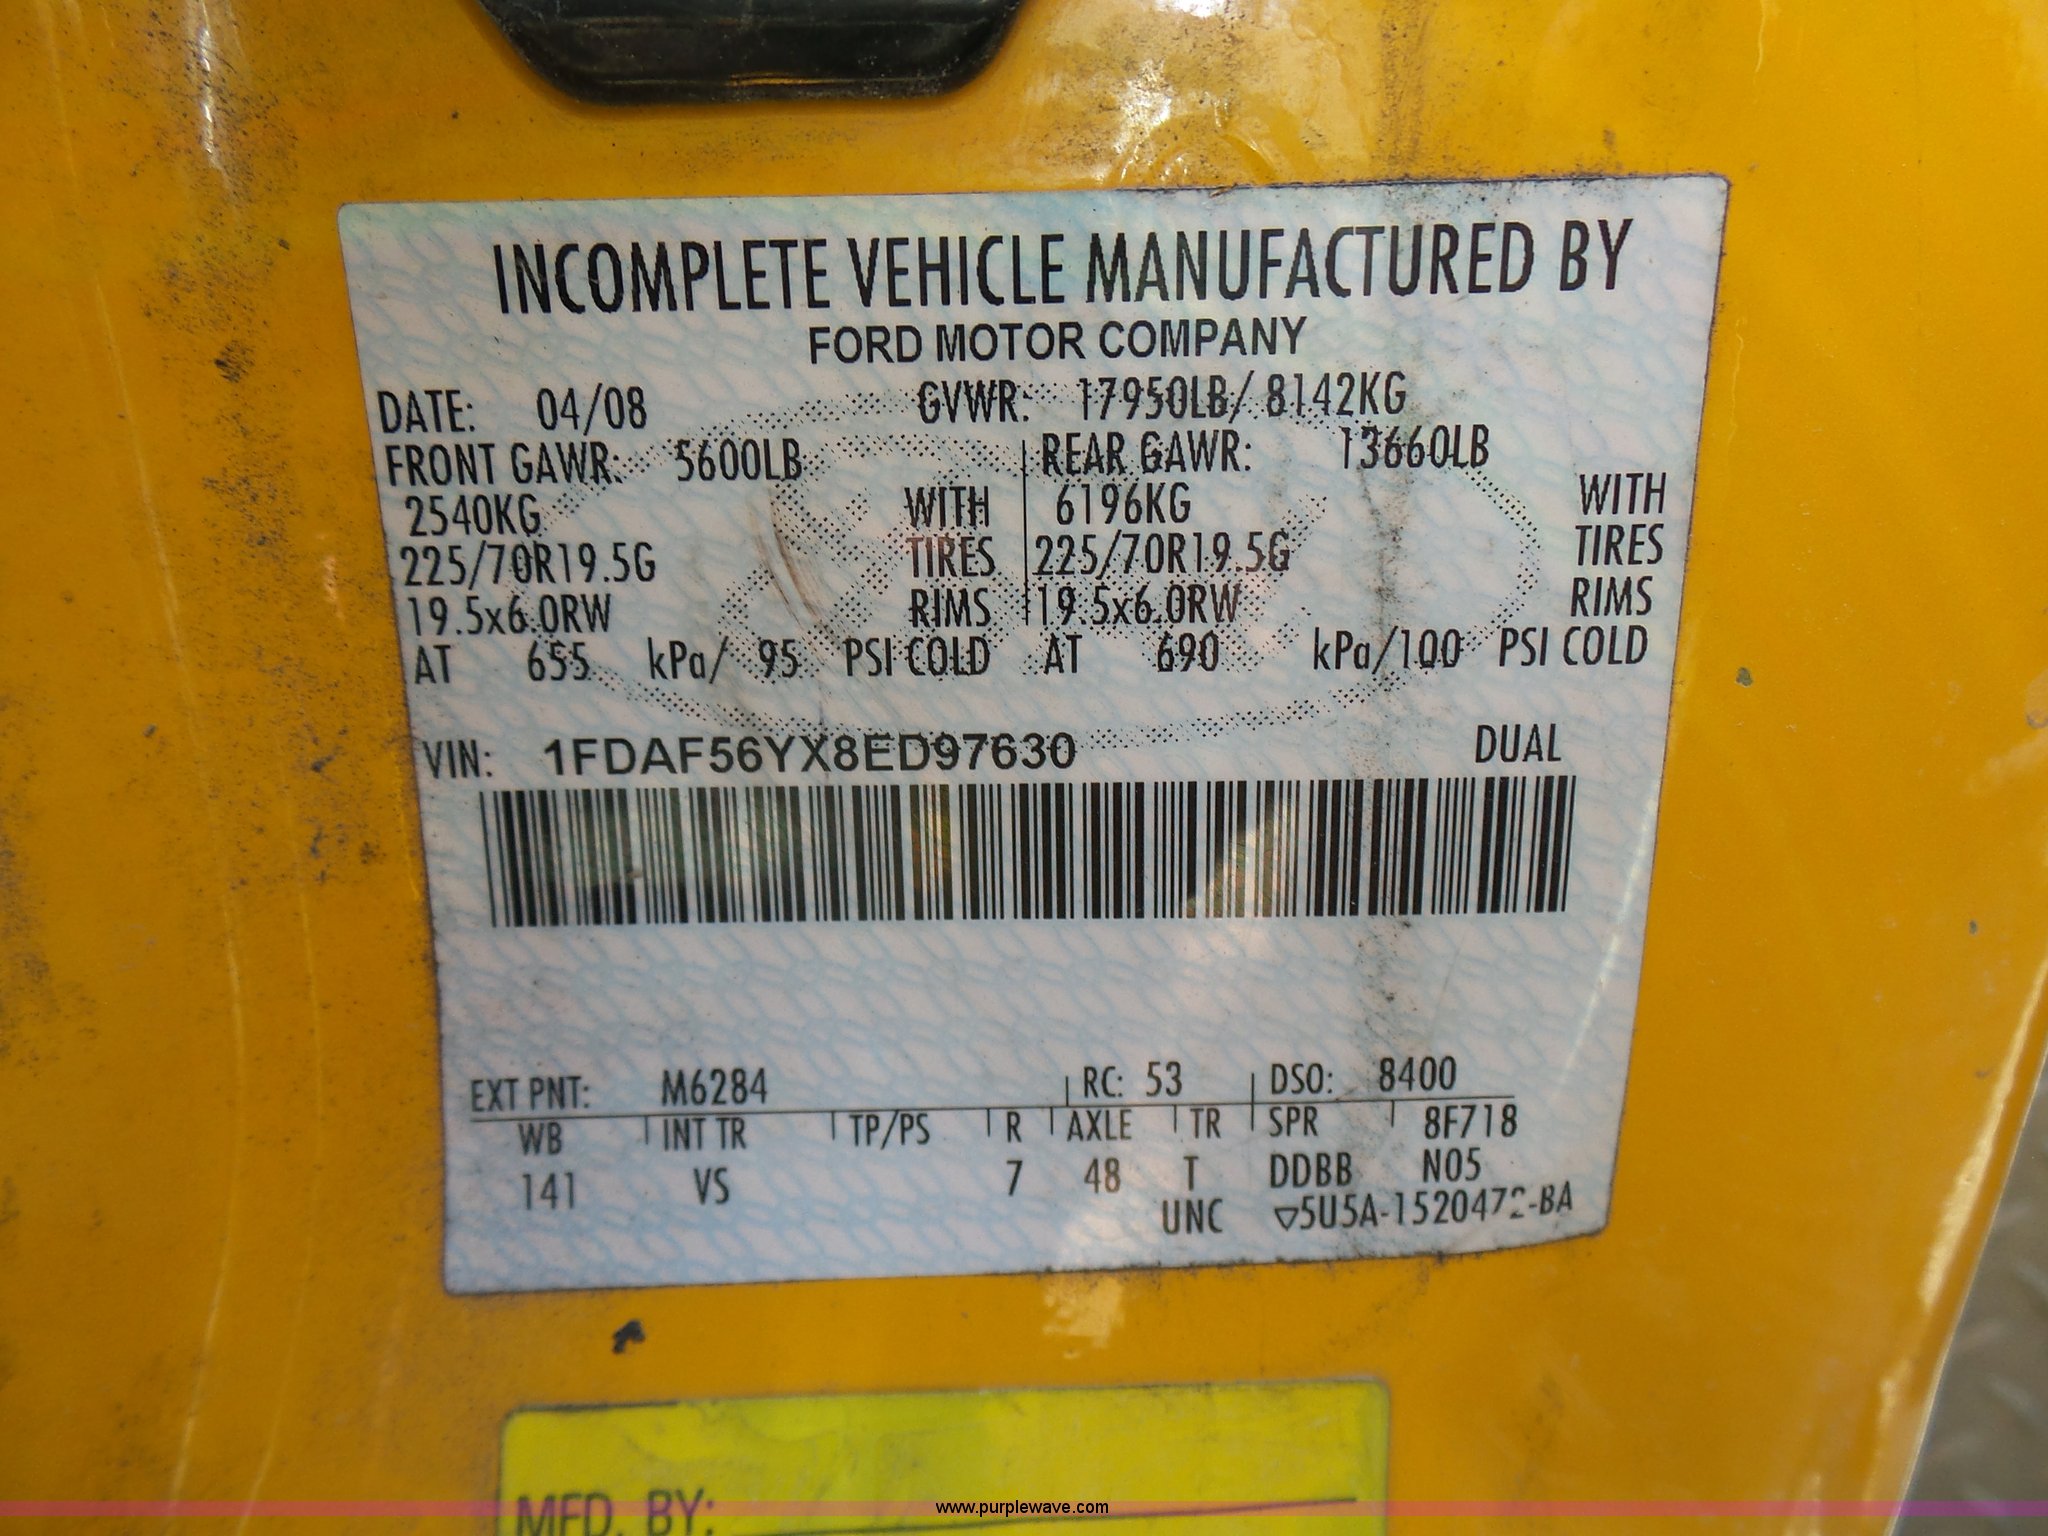 INCOMPLETE VEHICLE MANUFACTURED BY
FORD MOTOR COMPANY
DATE: 04/08 GVWR: 17950LB/ 8142KG
FRONT GAWR: 5600LB REAR GAWR: 13660LB
2540KG WITH 6196KG WITH
225/70R19.5G TIRES 225/70R19.5G TIRES
19.5x6.0RW RIMS 19.5x6.0RW RIMS
AT 655 kPa/ 95 PSI COLD AT 690 kPa/100 PSI COLD
VIN: 1FDAF56YX8ED97630 DUAL
EXT PNT: M6284 RC: 53 DSO: 8400
WB INT TR TP/PS R AXLE TR SPR 8F718
141 VS 7 48 T DDBB N05
UNC ▽5U5A-1520472-BA
MFD. BY:
www.purplewave.com